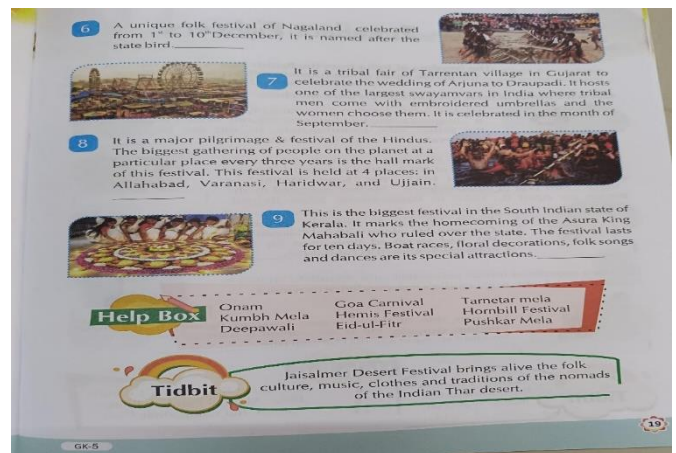 6 A unique folk festival of Nagaland celebrated
from 1st to 10th December, it is named after the
state bird.
7 It is a tribal fair of Tarrentan village in Gujarat to
celebrate the wedding of Arjuna to Draupadi. It hosts
one of the largest swayamvars in India where tribal
men come with embroidered umbrellas and the
women choose them. It is celebrated in the month of
September.
8 It is a major pilgrimage & festival of the Hindus.
The biggest gathering of people on the planet at a
particular place every three years is the hall mark
of this festival. This festival is held at 4 places; in
Allahabad, Varanasi, Haridwar, and Ujjain.
9 This is the biggest festival in the South Indian state of
Kerala. It marks the homecoming of the Asura King
Mahabali who ruled over the state. The festival lasts
for ten days. Boat races, floral decorations, folk songs
and dances are its special attractions.
Help Box
Onam Goa Carnival Tarnetar mela
Kumbh Mela Hemis Festival Hornbill Festival
Deepawali Eid-ul-Fitr Pushkar Mela
Tidbit
Jaisalmer Desert Festival brings alive the folk
culture, music, clothes and traditions of the nomads
of the Indian Thar desert.
19
GK-5